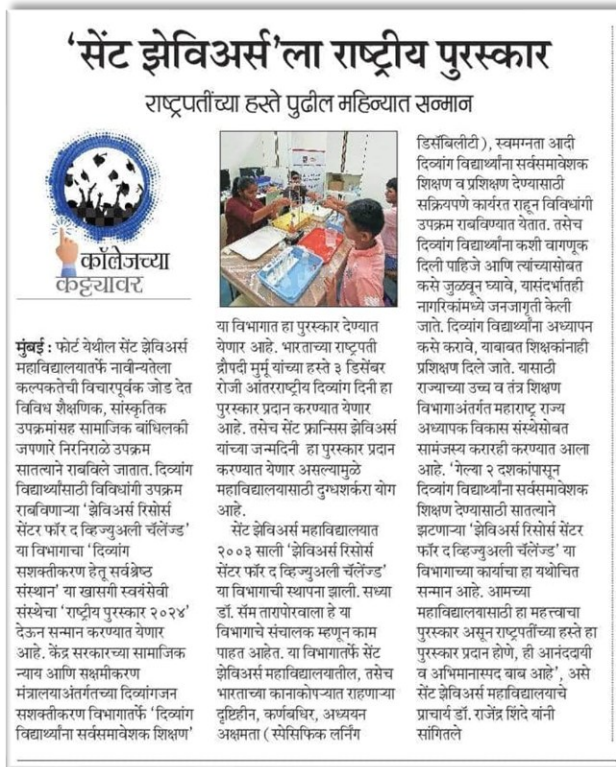 ‘सेंट झेविअर्स’ला राष्ट्रीय पुरस्कार
राष्ट्रपतींच्या हस्ते पुढील महिन्यात सन्मान
कॉलेजच्या
कट्ट्यावर
मुंबई : फोर्ट येथील सेंट झेविअर्स
महाविद्यालयातर्फे नावीन्यतेला
कल्पकतेची विचारपूर्वक जोड देत
विविध शैक्षणिक, सांस्कृतिक
उपक्रमांसह सामाजिक बांधिलकी
जपणारे निरनिराळे उपक्रम
सातत्याने राबविले जातात. दिव्यांग
विद्यार्थ्यांसाठी विविधांगी उपक्रम
राबविणाऱ्या ‘झेविअर्स रिसोर्स
सेंटर फॉर द व्हिज्युअली चॅलेंज्ड’
या विभागाचा ‘दिव्यांग
सशक्तीकरण हेतू सर्वश्रेष्ठ
संस्थान’ या खासगी स्वयंसेवी
संस्थेचा ‘राष्ट्रीय पुरस्कार २०२४’
देऊन सन्मान करण्यात येणार
आहे. केंद्र सरकारच्या सामाजिक
न्याय आणि सक्षमीकरण
मंत्रालयाअंतर्गतच्या दिव्यांगजन
सशक्तीकरण विभागातर्फे ‘दिव्यांग
विद्यार्थ्यांना सर्वसमावेशक शिक्षण’
या विभागात हा पुरस्कार देण्यात
येणार आहे. भारताच्या राष्ट्रपती
द्रौपदी मुर्मू यांच्या हस्ते ३ डिसेंबर
रोजी आंतरराष्ट्रीय दिव्यांग दिनी हा
पुरस्कार प्रदान करण्यात येणार
आहे. तसेच सेंट फ्रान्सिस झेविअर्स
यांच्या जन्मदिनी हा पुरस्कार प्रदान
करण्यात येणार असल्यामुळे
महाविद्यालयासाठी दुग्धशर्करा योग
आहे.
सेंट झेविअर्स महाविद्यालयात
२००३ साली ‘झेविअर्स रिसोर्स
सेंटर फॉर द व्हिज्युअली चॅलेंज्ड’
या विभागाची स्थापना झाली. सध्या
डॉ. सॅम तारापोरवाला हे या
विभागाचे संचालक म्हणून काम
पाहत आहेत. या विभागातर्फे सेंट
झेविअर्स महाविद्यालयातील, तसेच
भारताच्या कानाकोपऱ्यात राहणाऱ्या
दृष्टिहीन, कर्णबधिर, अध्ययन
अक्षमता (स्पेसिफिक लर्निंग
डिसॅबिलीटी), स्वमग्नता आदी
दिव्यांग विद्यार्थ्यांना सर्वसमावेशक
शिक्षण व प्रशिक्षण देण्यासाठी
सक्रियपणे कार्यरत राहून विविधांगी
उपक्रम राबविण्यात येतात. तसेच
दिव्यांग विद्यार्थ्यांना कशी वागणूक
दिली पाहिजे आणि त्यांच्यासोबत
कसे जुळवून घ्यावे, यासंदर्भातही
नागरिकांमध्ये जनजागृती केली
जाते. दिव्यांग विद्यार्थ्यांना अध्यापन
कसे करावे, याबाबत शिक्षकांनाही
प्रशिक्षण दिले जाते. यासाठी
राज्याच्या उच्च व तंत्र शिक्षण
विभागाअंतर्गत महाराष्ट्र राज्य
अध्यापक विकास संस्थेसोबत
सामंजस्य करारही करण्यात आला
आहे. ‘गेल्या २ दशकांपासून
दिव्यांग विद्यार्थ्यांना सर्वसमावेशक
शिक्षण देण्यासाठी सातत्याने
झटणाऱ्या ‘झेविअर्स रिसोर्स सेंटर
फॉर द व्हिज्युअली चॅलेंज्ड’ या
विभागाच्या कार्याचा हा यथोचित
सन्मान आहे. आमच्या
महाविद्यालयासाठी हा महत्त्वाचा
पुरस्कार असून राष्ट्रपतींच्या हस्ते हा
पुरस्कार प्रदान होणे, ही आनंददायी
व अभिमानास्पद बाब आहे’, असे
सेंट झेविअर्स महाविद्यालयाचे
प्राचार्य डॉ. राजेंद्र शिंदे यांनी
सांगितले